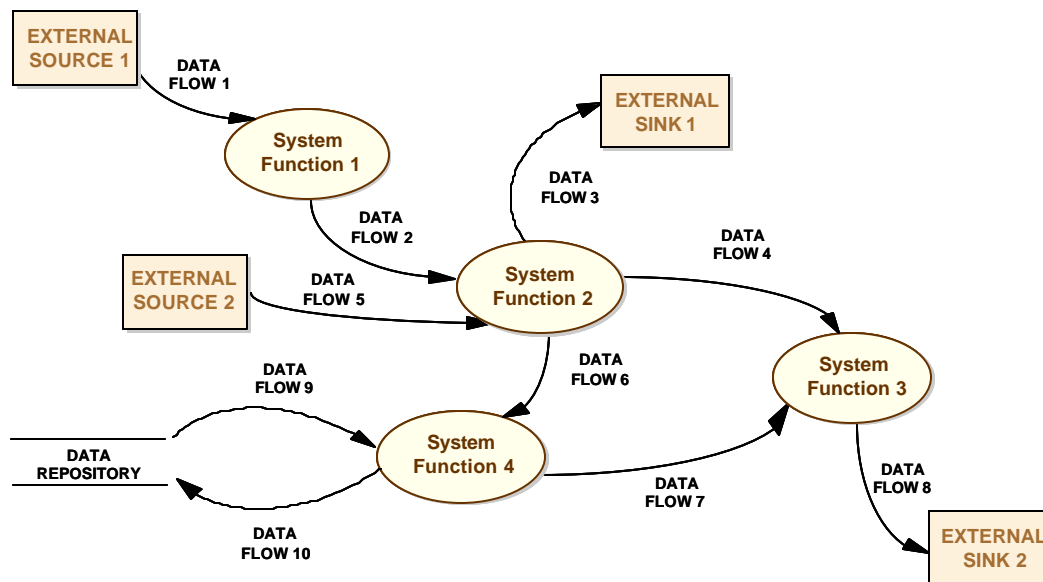 EXTERNAL
SOURCE 1
DATA
FLOW 1
EXTERNAL
SINK 1
System
Function 1
DATA
FLOW 3
DATA
FLOW 2
DATA
FLOW 4
EXTERNAL
SOURCE 2
DATA
FLOW 5
System
Function 2
DATA
FLOW 9
DATA
FLOW 6
System
Function 3
DATA
REPOSITORY
System
Function 4
DATA
FLOW 7
DATA
FLOW 8
DATA
FLOW 10
EXTERNAL
SINK 2